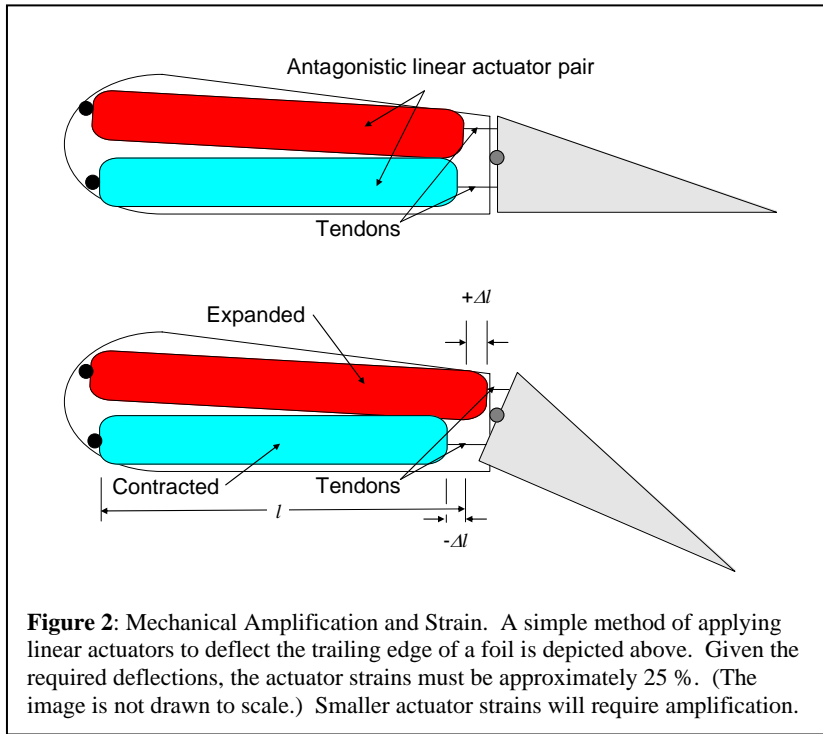 Antagonistic linear actuator pair
Tendons
+Δl
Expanded
Contracted
Tendons
l
-Δl
Figure 2: Mechanical Amplification and Strain. A simple method of applying
linear actuators to deflect the trailing edge of a foil is depicted above. Given the
required deflections, the actuator strains must be approximately 25 %. (The
image is not drawn to scale.) Smaller actuator strains will require amplification.